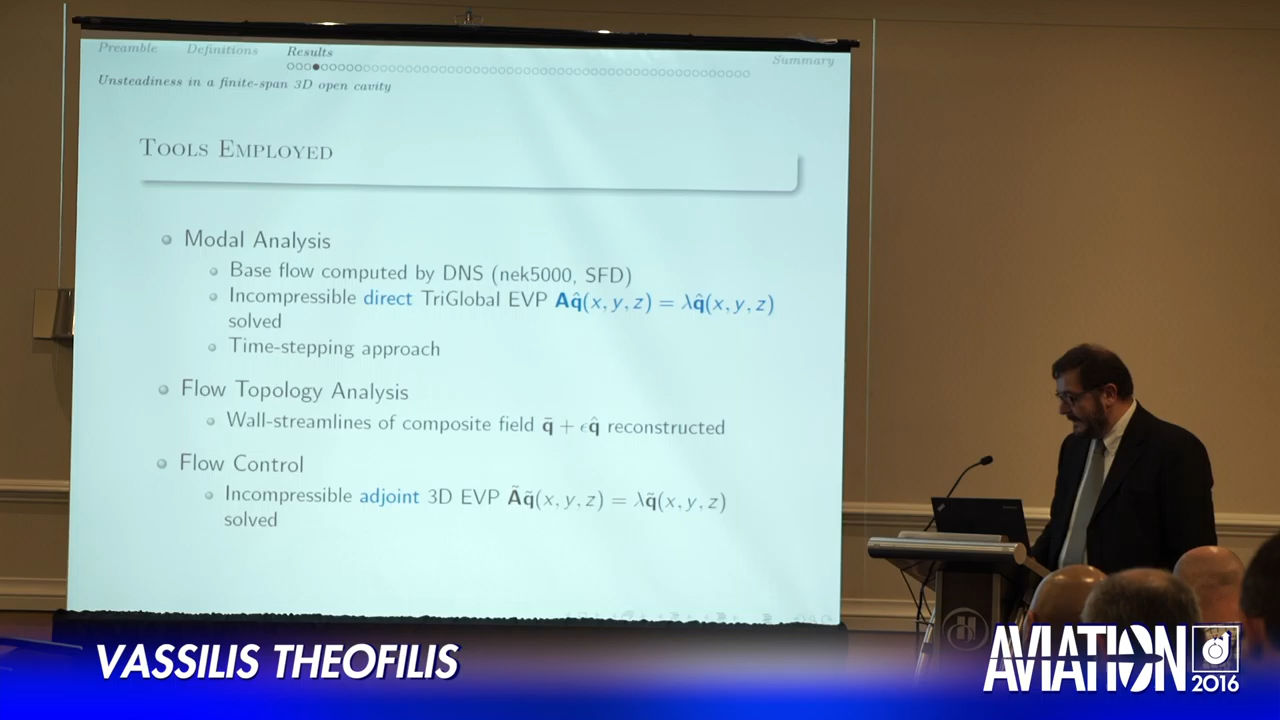 Preamble Definitions Results Summary
Unsteadiness in a finite-span 3D open cavity
Tools Employed
Modal Analysis
Base flow computed by DNS (nek5000, SFD)
Incompressible direct TriGlobal EVP Aq̂(x, y, z) = λq̂(x, y, z)
solved
Time-stepping approach
Flow Topology Analysis
Wall-streamlines of composite field q̄ + εq̂ reconstructed
Flow Control
Incompressible adjoint 3D EVP Ãq̃(x, y, z) = λq̃(x, y, z)
solved
VASSILIS THEOFILIS
AVIATION
2016